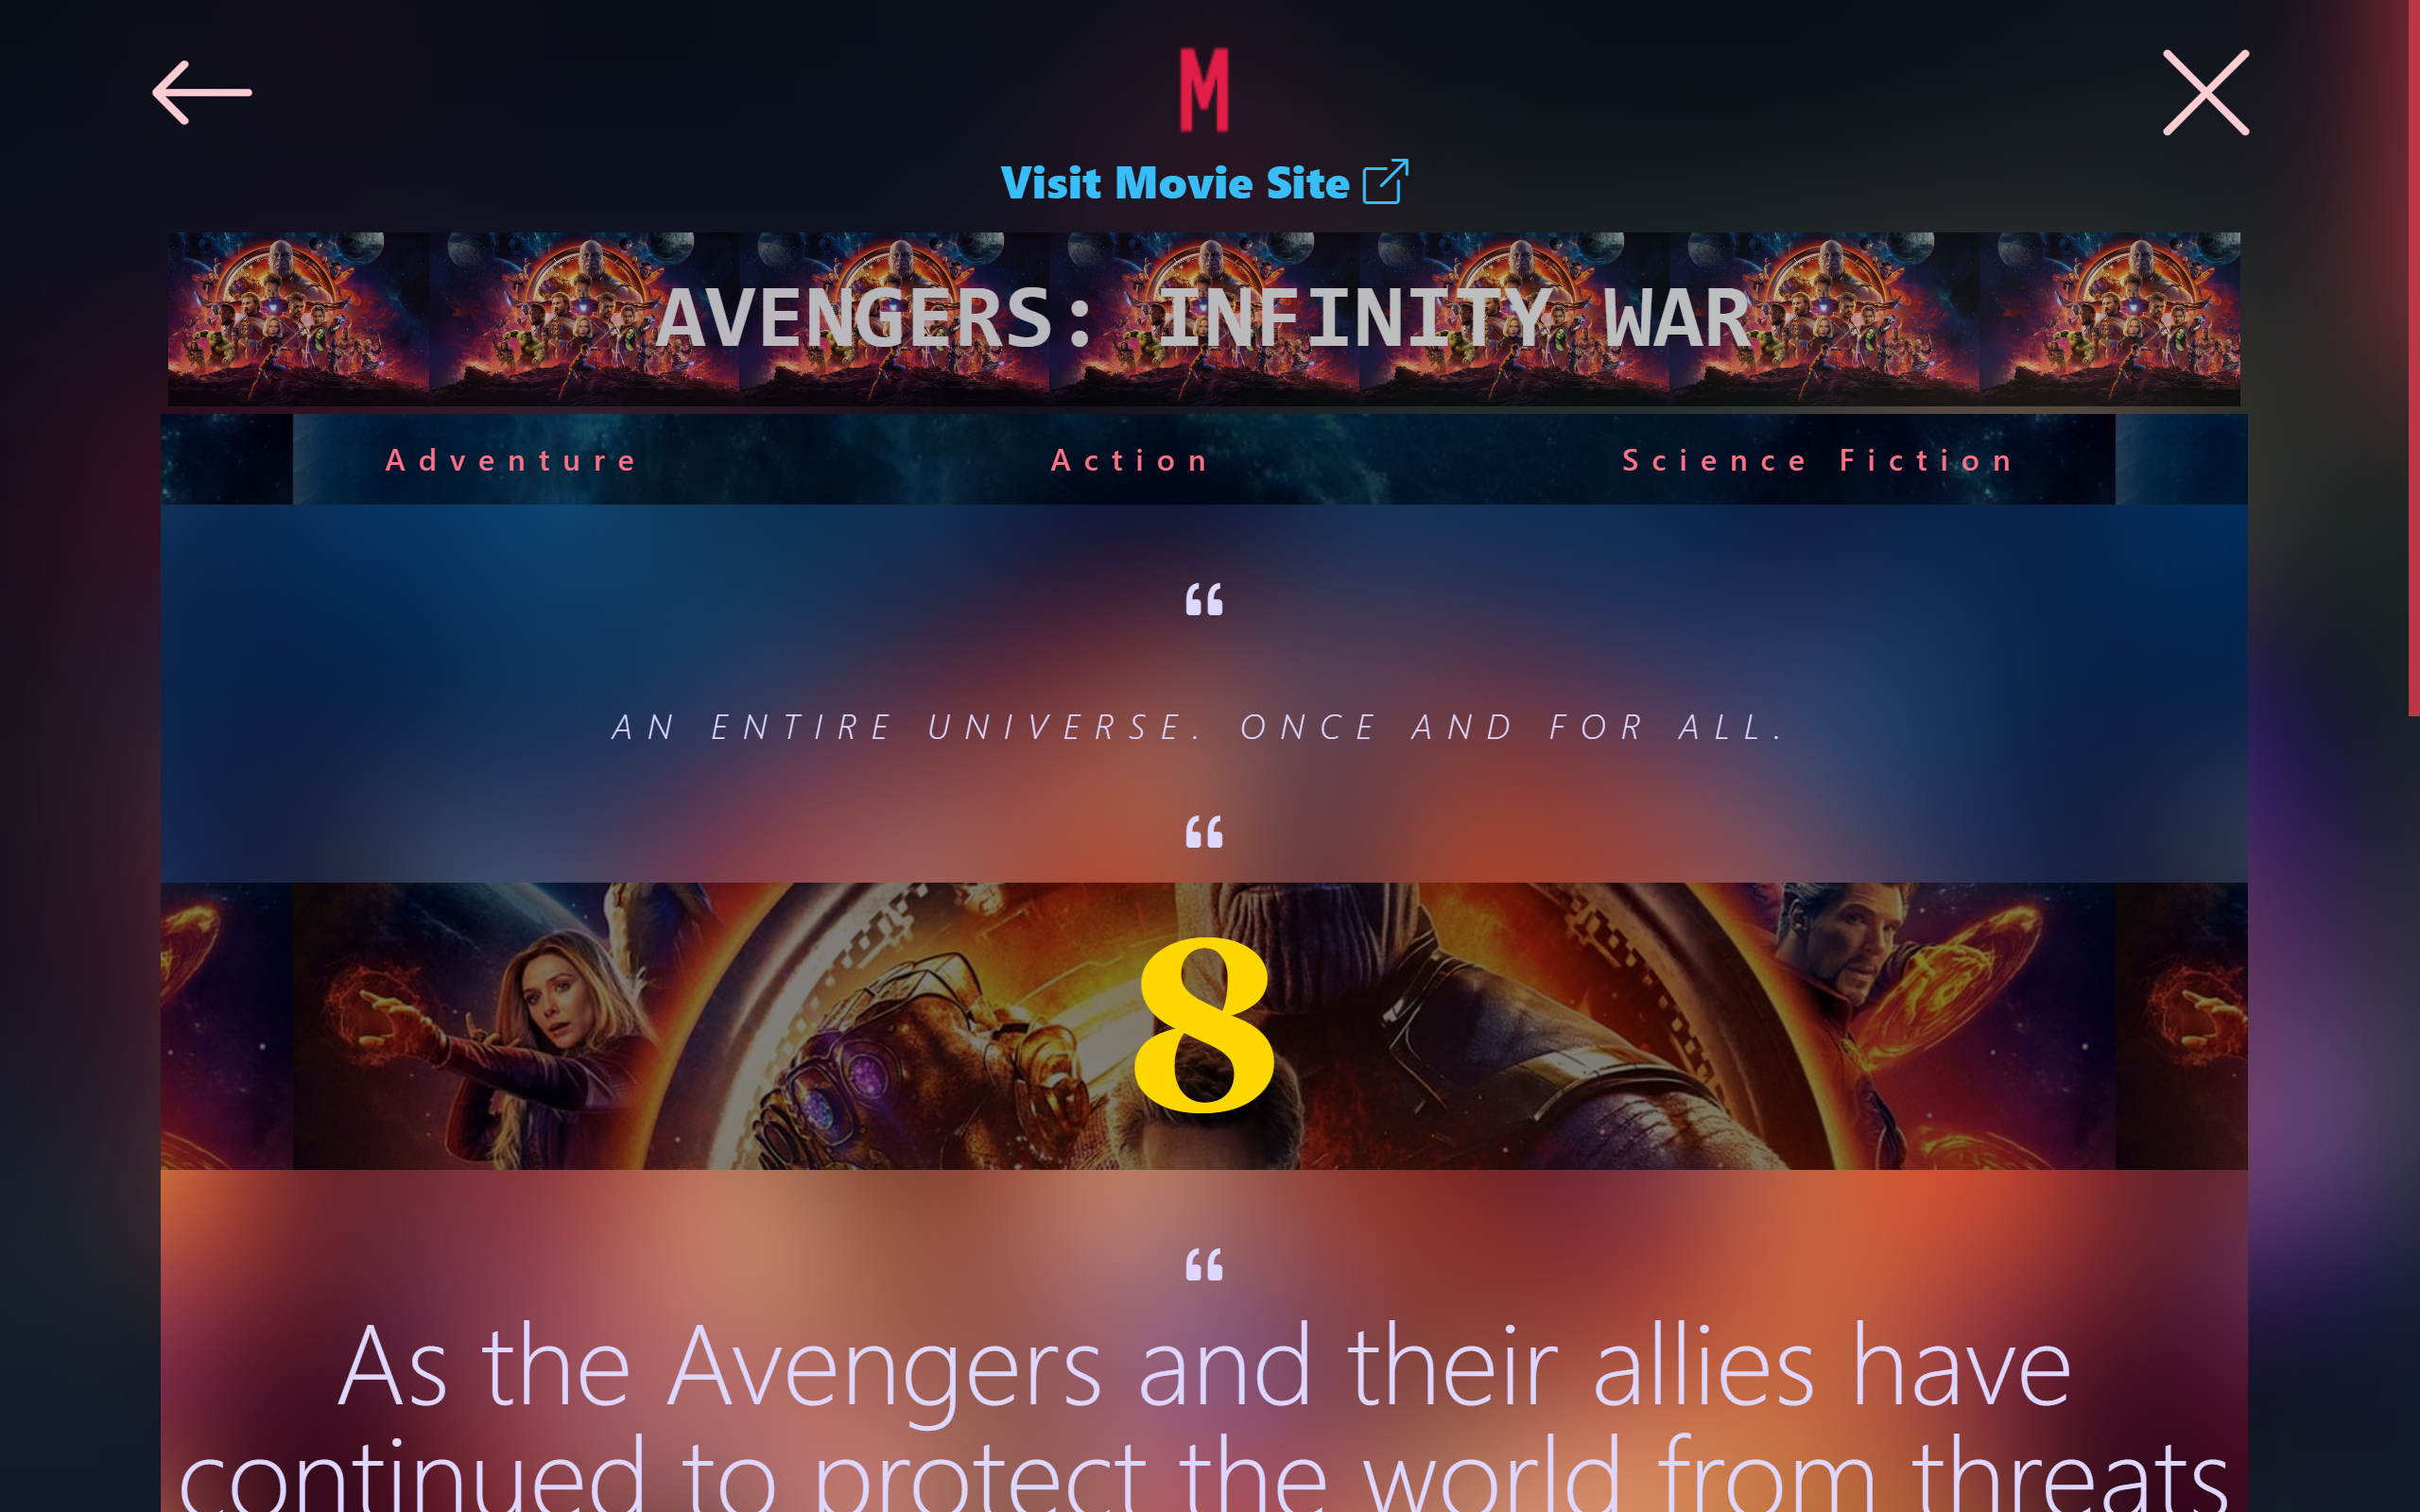 M
Visit Movie Site
AVENGERS: INFINITY WAR
Adventure Action Science Fiction
“
AN ENTIRE UNIVERSE. ONCE AND FOR ALL.
“
8
“
As the Avengers and their allies have
continued to protect the world from threats